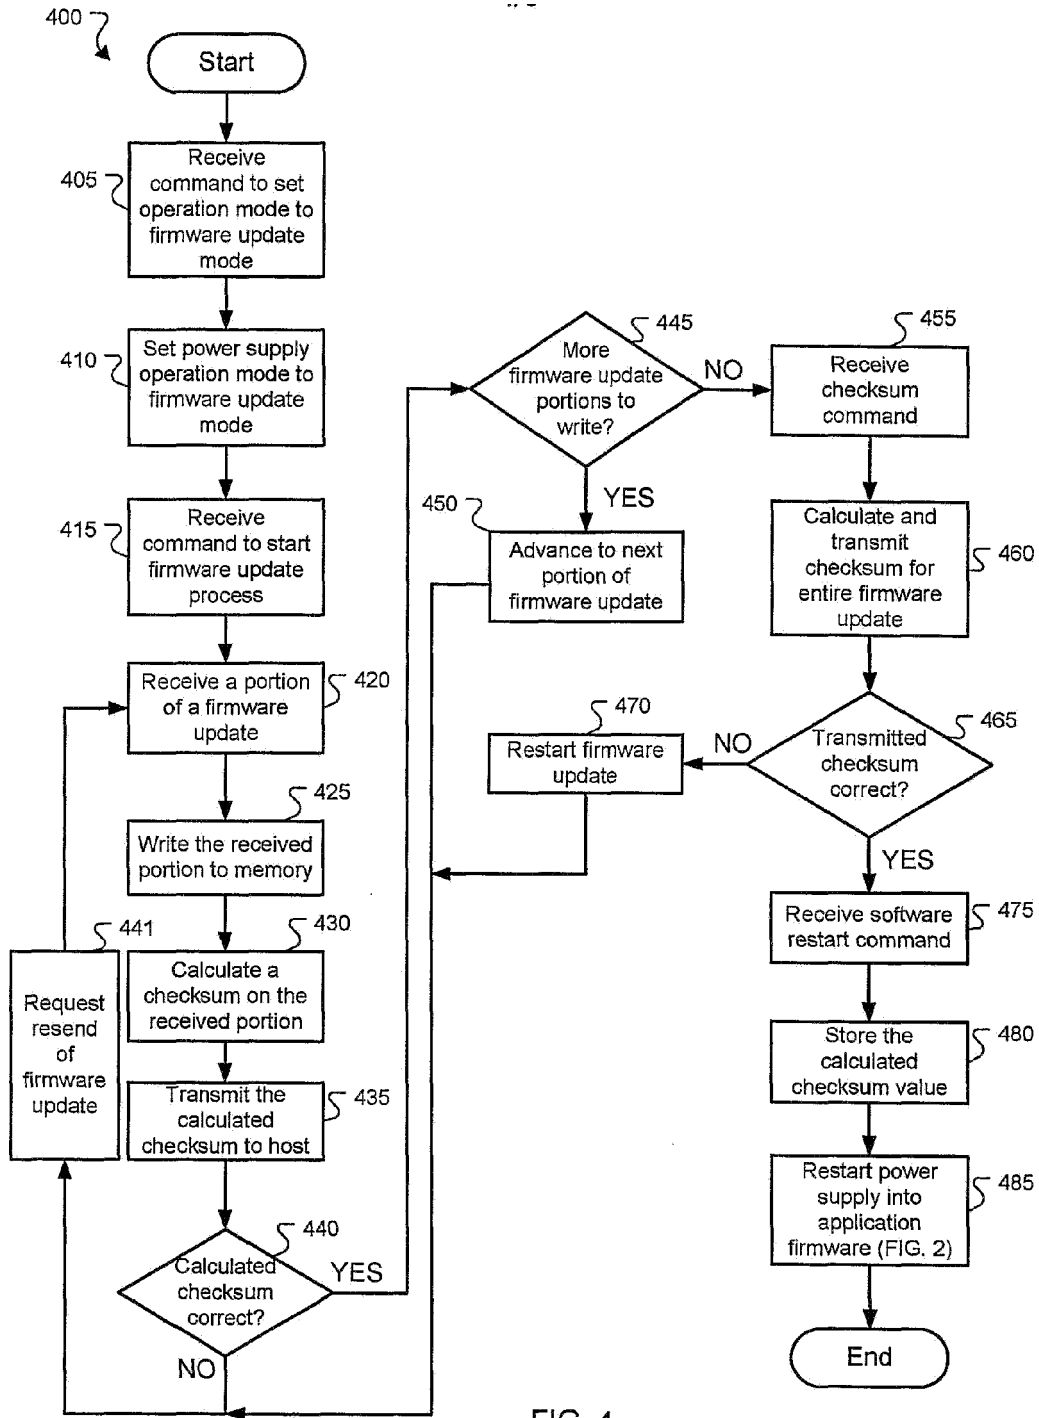 400
Start
405
Receive
command to set
operation mode to
firmware update
mode
410
Set power supply
operation mode to
firmware update
mode
415
Receive
command to start
firmware update
process
420
Receive a portion
of a firmware
update
425
Write the received
portion to memory
430
Calculate a
checksum on the
received portion
435
Transmit the
calculated
checksum to host
440
Calculated
checksum
correct?
YES
NO
441
Request
resend
of
firmware
update
445
More
firmware update
portions to
write?
NO
YES
450
Advance to next
portion of
firmware update
455
Receive
checksum
command
460
Calculate and
transmit
checksum for
entire firmware
update
465
Transmitted
checksum
correct?
NO
YES
470
Restart firmware
update
475
Receive software
restart command
480
Store the
calculated
checksum value
485
Restart power
supply into
application
firmware (FIG. 2)
End